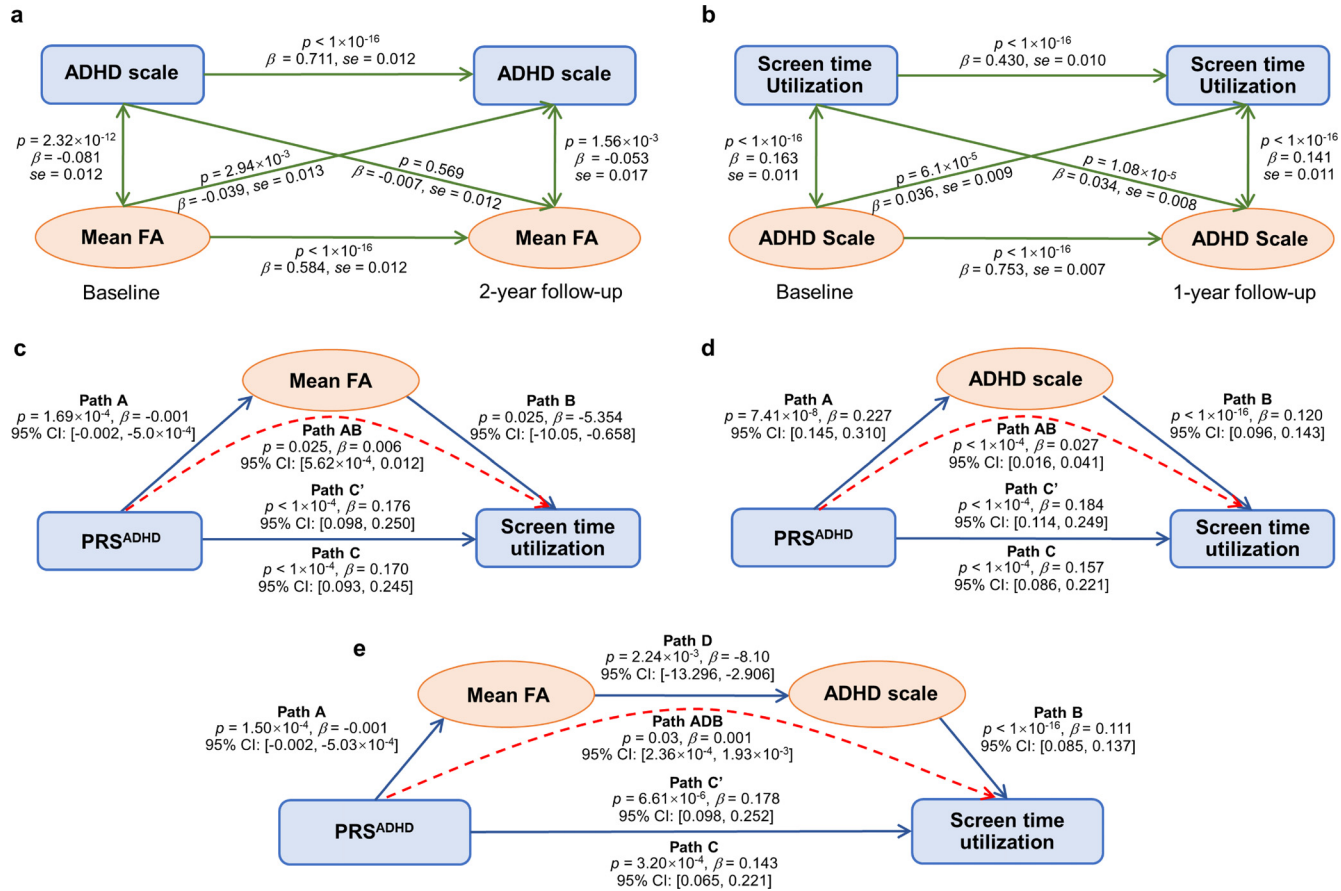 a
p < 1×10⁻¹⁶
β = 0.711, se = 0.012
ADHD scale
ADHD scale
p = 2.32×10⁻¹²
β = -0.081
se = 0.012
p = 2.94×10⁻³
β = -0.039, se = 0.013
p = 0.569
β = -0.007, se = 0.012
p = 1.56×10⁻³
β = -0.053
se = 0.017
Mean FA
Mean FA
p < 1×10⁻¹⁶
β = 0.584, se = 0.012
Baseline
2-year follow-up
b
p < 1×10⁻¹⁶
β = 0.430, se = 0.010
Screen time
Utilization
Screen time
Utilization
p < 1×10⁻¹⁶
β = 0.163
se = 0.011
p = 6.1×10⁻⁵
β = 0.036, se = 0.009
p = 1.08×10⁻⁵
β = 0.034, se = 0.008
p < 1×10⁻¹⁶
β = 0.141
se = 0.011
ADHD Scale
ADHD Scale
p < 1×10⁻¹⁶
β = 0.753, se = 0.007
Baseline
1-year follow-up
c
Mean FA
Path A
p = 1.69×10⁻⁴, β = -0.001
95% CI: [-0.002, -5.0×10⁻⁴]
Path B
p = 0.025, β = -5.354
95% CI: [-10.05, -0.658]
Path AB
p = 0.025, β = 0.006
95% CI: [5.62×10⁻⁴, 0.012]
Path C'
p < 1×10⁻⁴, β = 0.176
95% CI: [0.098, 0.250]
PRSᴬᴰᴴᴰ
Screen time
utilization
Path C
p < 1×10⁻⁴, β = 0.170
95% CI: [0.093, 0.245]
d
ADHD scale
Path A
p = 7.41×10⁻⁸, β = 0.227
95% CI: [0.145, 0.310]
Path B
p < 1×10⁻¹⁶, β = 0.120
95% CI: [0.096, 0.143]
Path AB
p < 1×10⁻⁴, β = 0.027
95% CI: [0.016, 0.041]
Path C'
p < 1×10⁻⁴, β = 0.184
95% CI: [0.114, 0.249]
PRSᴬᴰᴴᴰ
Screen time
utilization
Path C
p < 1×10⁻⁴, β = 0.157
95% CI: [0.086, 0.221]
e
Path D
p = 2.24×10⁻³, β = -8.10
95% CI: [-13.296, -2.906]
Mean FA
ADHD scale
Path A
p = 1.50×10⁻⁴, β = -0.001
95% CI: [-0.002, -5.03×10⁻⁴]
Path B
p < 1×10⁻¹⁶, β = 0.111
95% CI: [0.085, 0.137]
Path ADB
p = 0.03, β = 0.001
95% CI: [2.36×10⁻⁴, 1.93×10⁻³]
Path C'
p = 6.61×10⁻⁶, β = 0.178
95% CI: [0.098, 0.252]
PRSᴬᴰᴴᴰ
Screen time
utilization
Path C
p = 3.20×10⁻⁴, β = 0.143
95% CI: [0.065, 0.221]